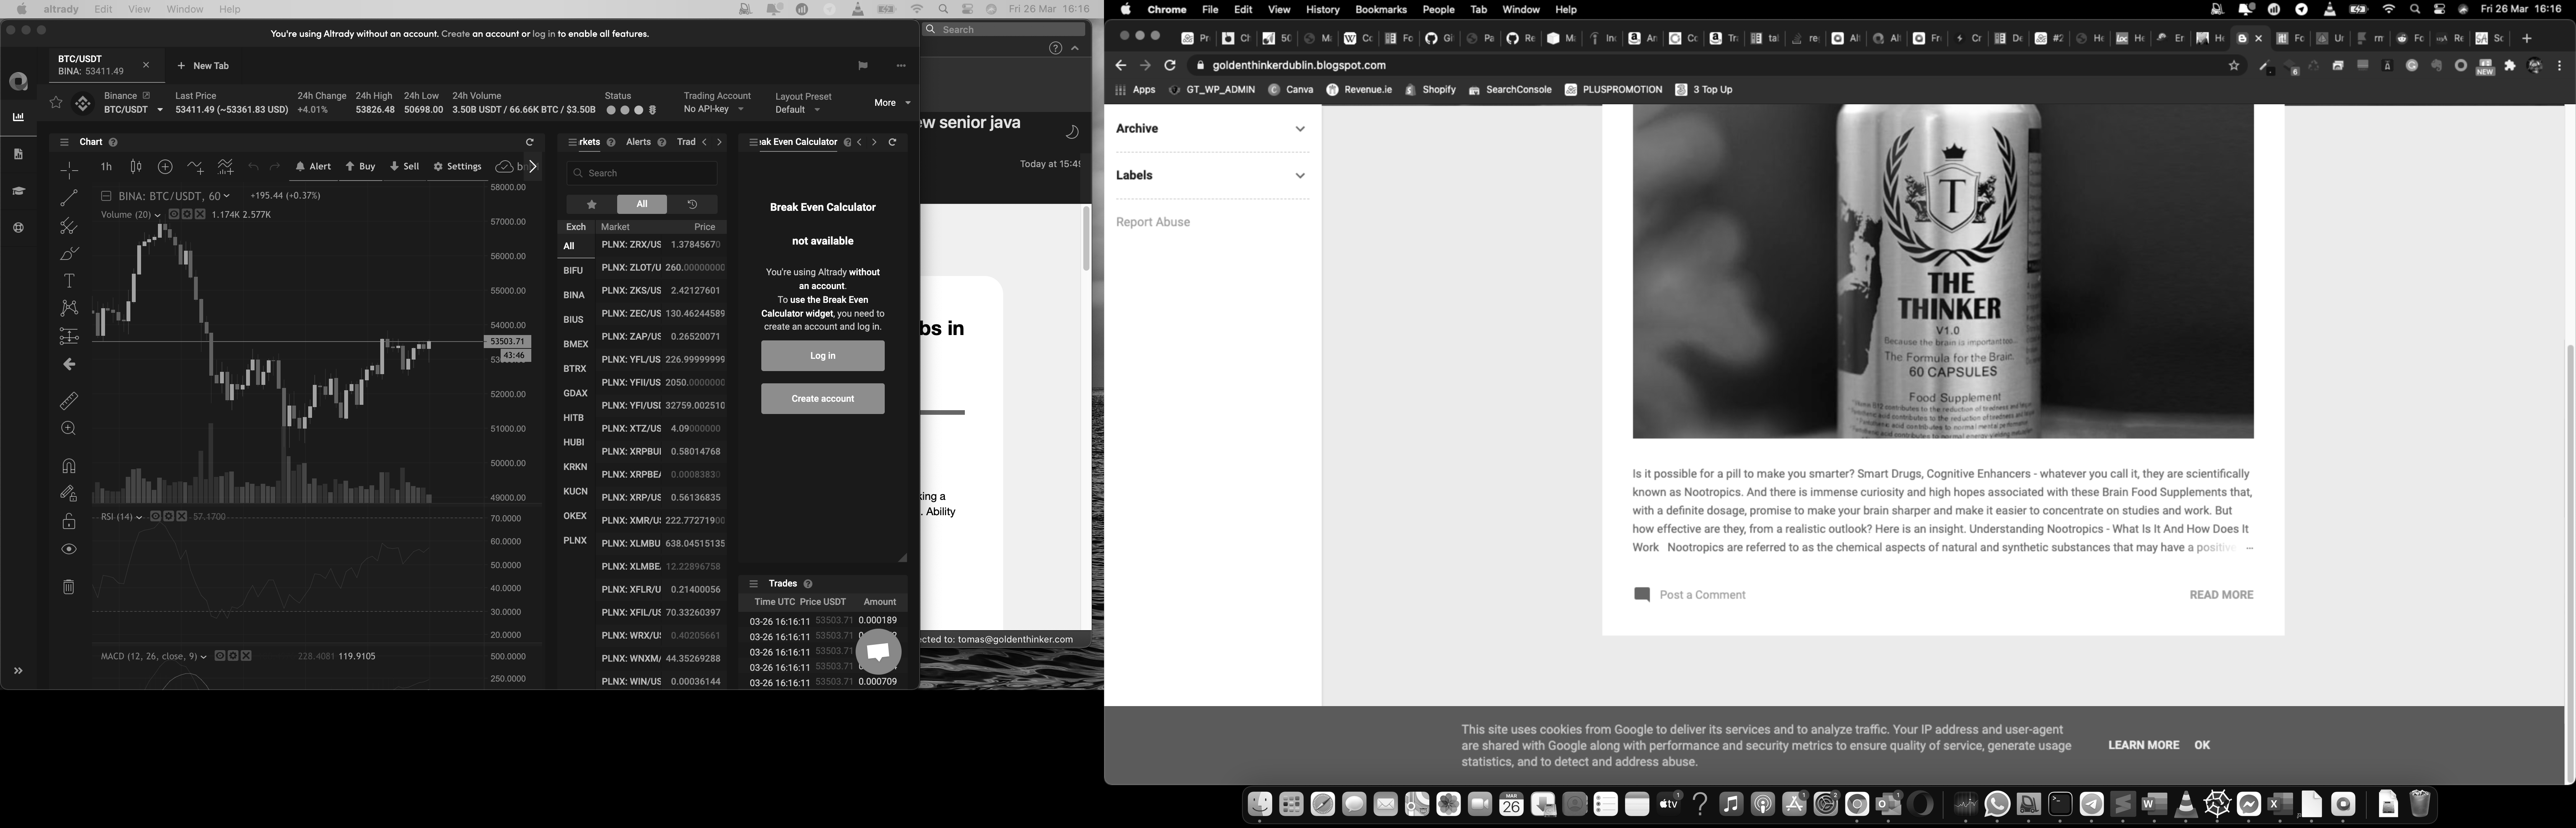 altrady Edit View Window Help
Fri 26 Mar 16:16
You're using Altrady without an account. Create an account or log in to enable all features.
BTC/USDT
BINA: 53411.49
New Tab
Binance
BTC/USDT
Last Price
53411.49 (~53361.83 USD)
24h Change
+4.01%
24h High
53826.48
24h Low
50698.00
24h Volume
3.50B USDT / 66.66K BTC / $3.50B
Status
Trading Account
No API-key
Layout Preset
Default
More
Chart
1h
Alert
Buy
Sell
Settings
BINA: BTC/USDT, 60
+195.44 (+0.37%)
Volume (20)
1.174K 2.577K
58000.00
57000.00
56000.00
55000.00
54000.00
53503.71
43:46
52000.00
51000.00
50000.00
49000.00
RSI (14)
57.1700
70.0000
60.0000
50.0000
40.0000
30.0000
20.0000
MACD (12, 26, close, 9)
228.4081 119.9105
500.0000
250.0000
rkets
Alerts
Trad
Search
All
Exch Market Price
All
BIFU
BINA
BIUS
BMEX
BTRX
GDAX
HITB
HUBI
KRKN
KUCN
OKEX
PLNX
PLNX: ZRX/US 1.37845670
PLNX: ZLOT/U 260.00000000
PLNX: ZKS/US 2.42127601
PLNX: ZEC/US 130.46244589
PLNX: ZAP/US 0.26520071
PLNX: YFL/US 226.99999999
PLNX: YFII/US 2050.0000000
PLNX: YFI/USI 32759.002510
PLNX: XTZ/US 4.09000000
PLNX: XRPBUI 0.58014768
PLNX: XRPBE/ 0.00083830
PLNX: XRP/US 0.56136835
PLNX: XMR/U 222.77271900
PLNX: XLMBU 638.04515135
PLNX: XLMBE. 12.22896758
PLNX: XFLR/U 0.21400056
PLNX: XFIL/US 70.33260397
PLNX: WRX/U 0.40205661
PLNX: WNXM/ 44.35269288
PLNX: WIN/US 0.00036144
ak Even Calculator
Break Even Calculator
not available
You're using Altrady without
an account.
To use the Break Even
Calculator widget, you need to
create an account and log in.
Log in
Create account
Trades
Time UTC Price USDT Amount
03-26 16:16:11 53503.71 0.000189
03-26 16:16:11 53503.71
03-26 16:16:11 53503.71
03-26 16:16:11 53503.71
03-26 16:16:11 53503.71 0.000709
Search
w senior java
Today at 15:49
bs in
king a
. Ability
cted to: tomas@goldenthinker.com
Chrome File Edit View History Bookmarks People Tab Window Help
Fri 26 Mar 16:16
goldenthinkerdublin.blogspot.com
NEW
Apps
GT_WP_ADMIN
Canva
Revenue.ie
Shopify
SearchConsole
PLUSPROMOTION
3 Top Up
Archive
Labels
Report Abuse
T
THE
THINKER
V1.0
Because the brain is important too...
The Formula for the Brain.
60 CAPSULES
Food Supplement
Is it possible for a pill to make you smarter? Smart Drugs, Cognitive Enhancers - whatever you call it, they are scientifically
known as Nootropics. And there is immense curiosity and high hopes associated with these Brain Food Supplements that,
with a definite dosage, promise to make your brain sharper and make it easier to concentrate on studies and work. But
how effective are they, from a realistic outlook? Here is an insight. Understanding Nootropics - What Is It And How Does It
Work Nootropics are referred to as the chemical aspects of natural and synthetic substances that may have a positive ...
Post a Comment
READ MORE
This site uses cookies from Google to deliver its services and to analyze traffic. Your IP address and user-agent
are shared with Google along with performance and security metrics to ensure quality of service, generate usage
statistics, and to detect and address abuse.
LEARN MORE OK
MAR
26
tv